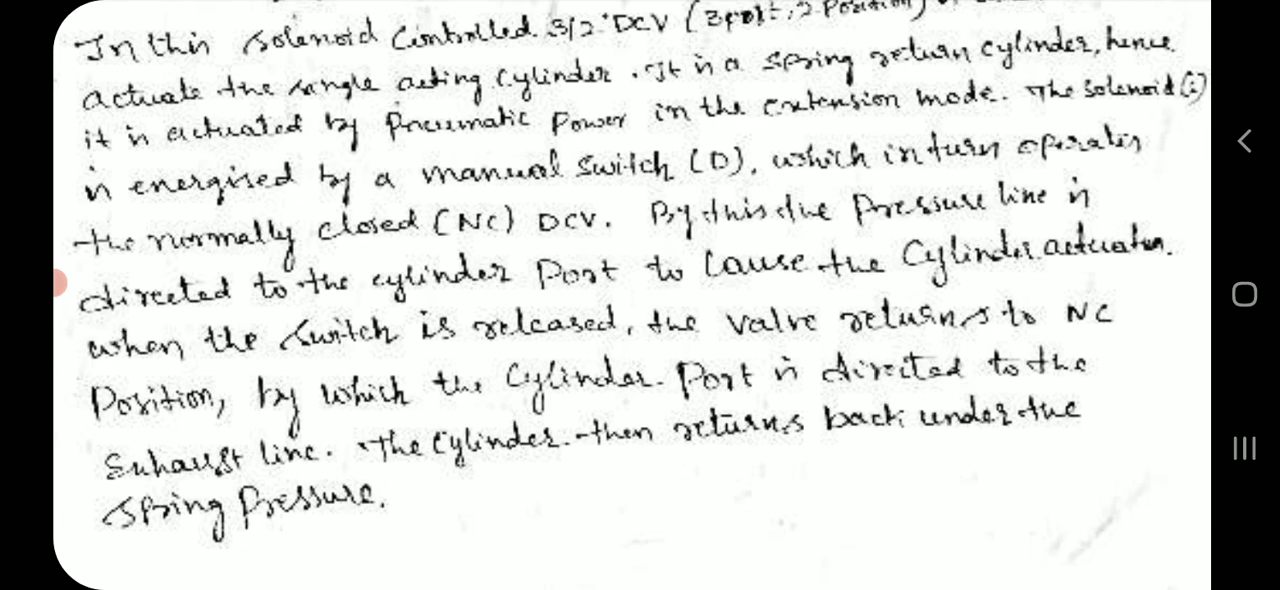 In this solenoid Controlled 3/2 DCV (3port, 2 Position)
actuate the single acting cylinder. It is a spring return cylinder, hence
it is actuated by Pneumatic Power in the extension mode. The solenoid
is energised by a manual switch (D), which in turn operates
the normally closed (NC) DCV. By this the Pressure line is
directed to the cylinder Port to Cause the Cylinder actuation.
when the switch is released, the valve returns to NC
Position, by which the Cylinder Port is directed to the
Exhaust line. The Cylinder then returns back under the
Spring Pressure.